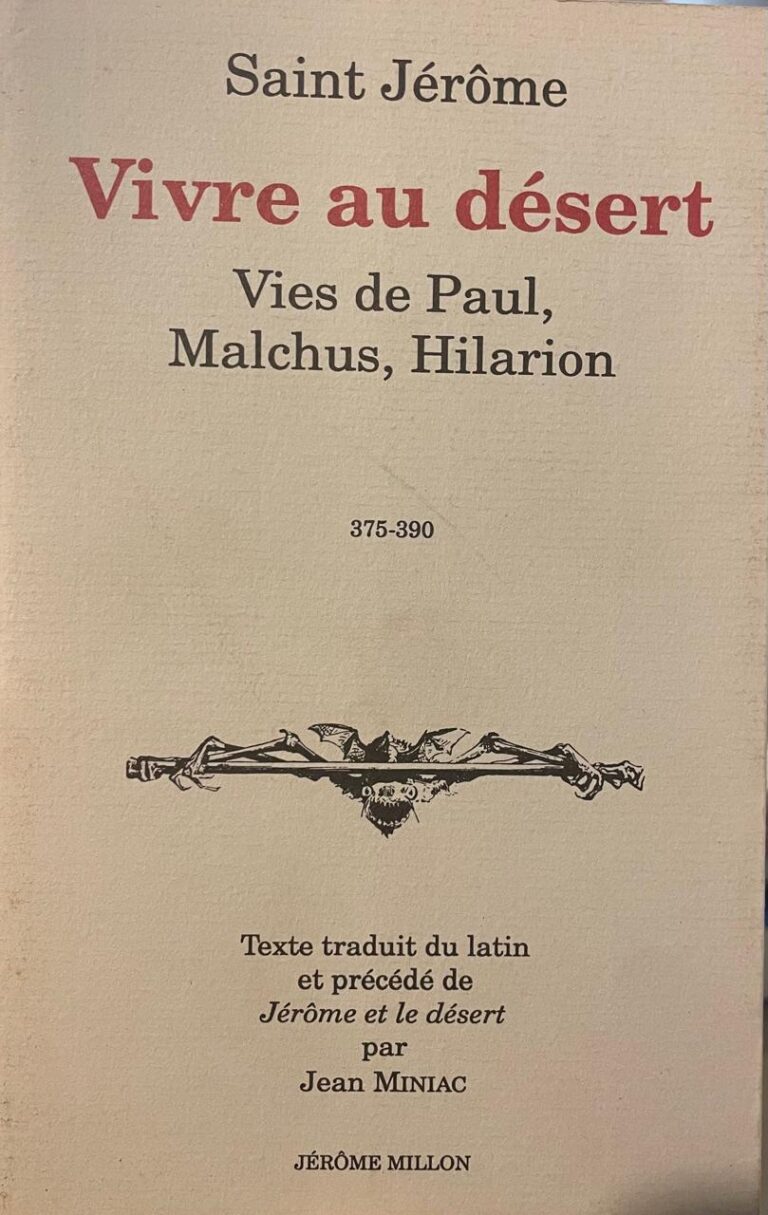 Saint Jérôme
Vivre au désert
Vies de Paul,
Malchus, Hilarion
375-390
Texte traduit du latin
et précédé de
Jérôme et le désert
par
Jean MINIAC
JÉRÔME MILLON